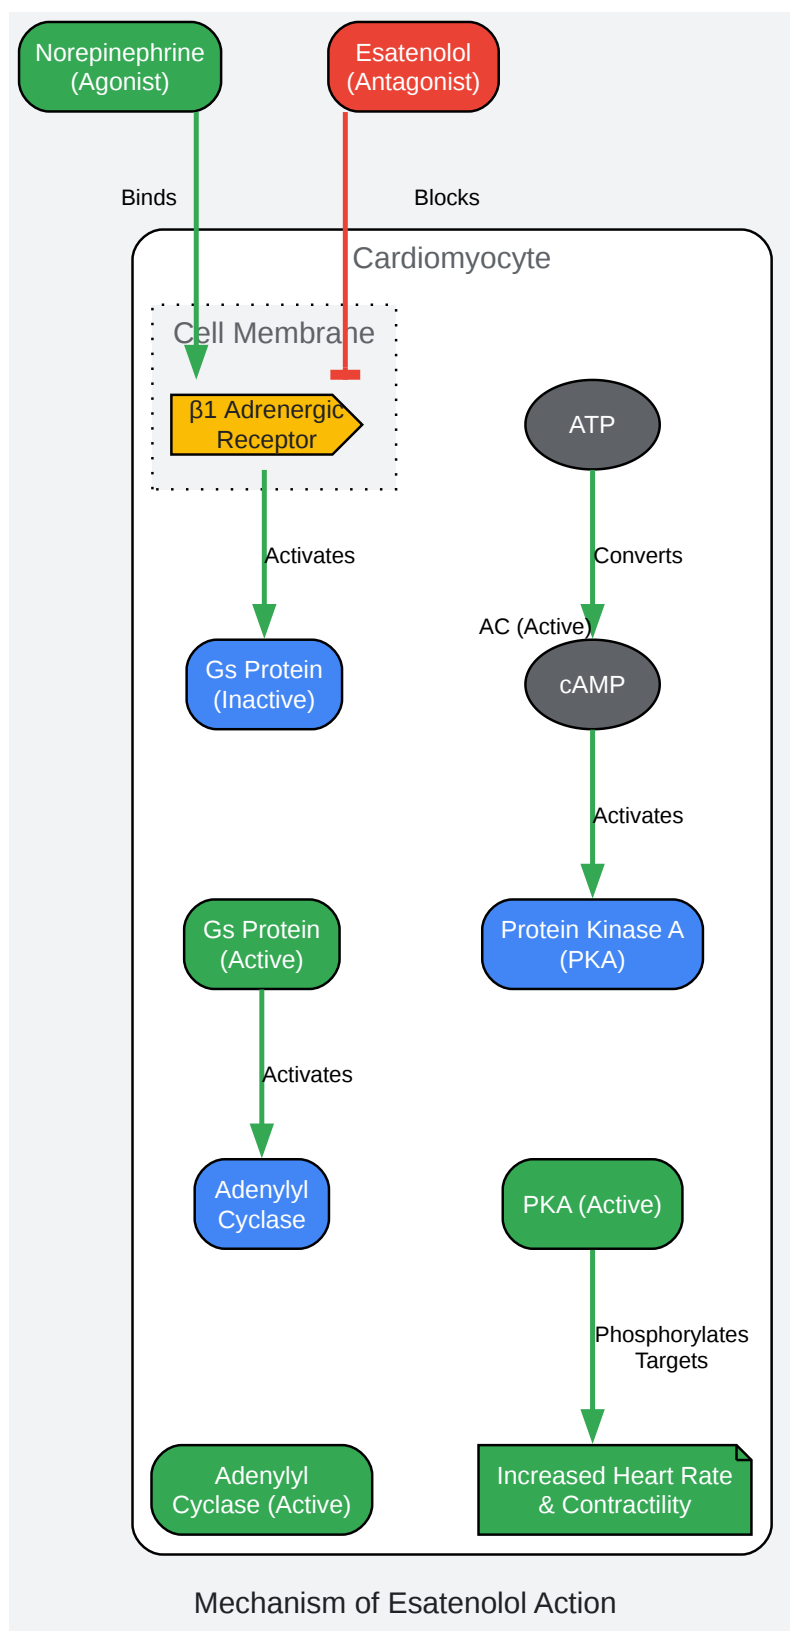 Norepinephrine
(Agonist)
Esatenolol
(Antagonist)
Binds
Blocks
Cardiomyocyte
Cell Membrane
β1 Adrenergic
Receptor
ATP
Activates
Converts
AC (Active)
Gs Protein
(Inactive)
cAMP
Activates
Gs Protein
(Active)
Protein Kinase A
(PKA)
Activates
Adenylyl
Cyclase
PKA (Active)
Phosphorylates
Targets
Adenylyl
Cyclase (Active)
Increased Heart Rate
& Contractility
Mechanism of Esatenolol Action